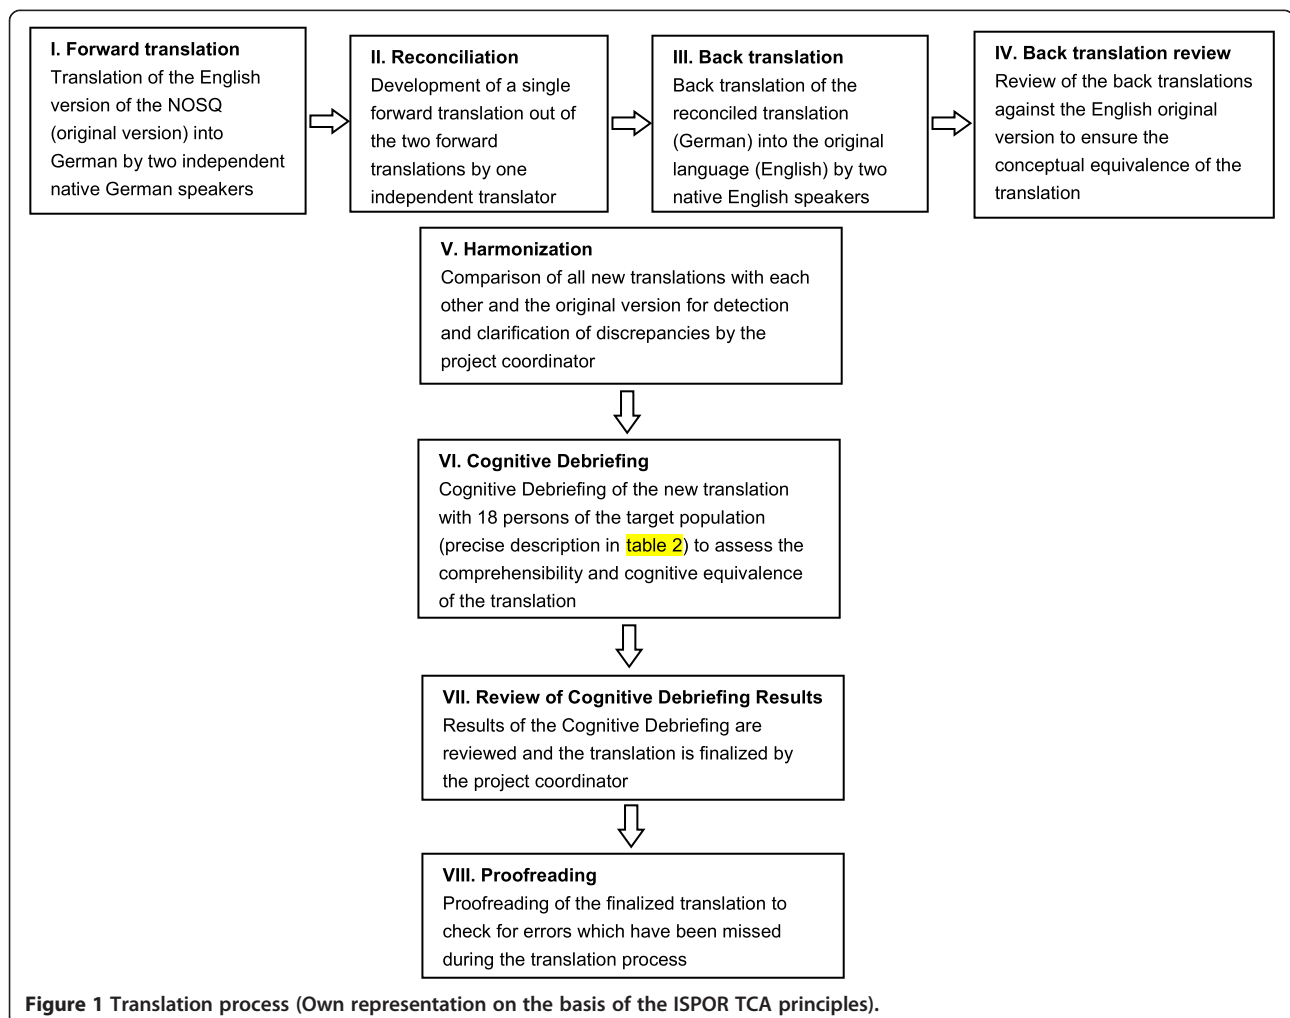 I. Forward translation
Translation of the English
version of the NOSQ
(original version) into
German by two independent
native German speakers
II. Reconciliation
Development of a single
forward translation out of
the two forward
translations by one
independent translator
III. Back translation
Back translation of the
reconciled translation
(German) into the original
language (English) by two
native English speakers
IV. Back translation review
Review of the back translations
against the English original
version to ensure the
conceptual equivalence of the
translation
V. Harmonization
Comparison of all new translations with each
other and the original version for detection
and clarification of discrepancies by the
project coordinator
VI. Cognitive Debriefing
Cognitive Debriefing of the new translation
with 18 persons of the target population
(precise description in table 2) to assess the
comprehensibility and cognitive equivalence
of the translation
VII. Review of Cognitive Debriefing Results
Results of the Cognitive Debriefing are
reviewed and the translation is finalized by
the project coordinator
VIII. Proofreading
Proofreading of the finalized translation to
check for errors which have been missed
during the translation process
Figure 1 Translation process (Own representation on the basis of the ISPOR TCA principles).